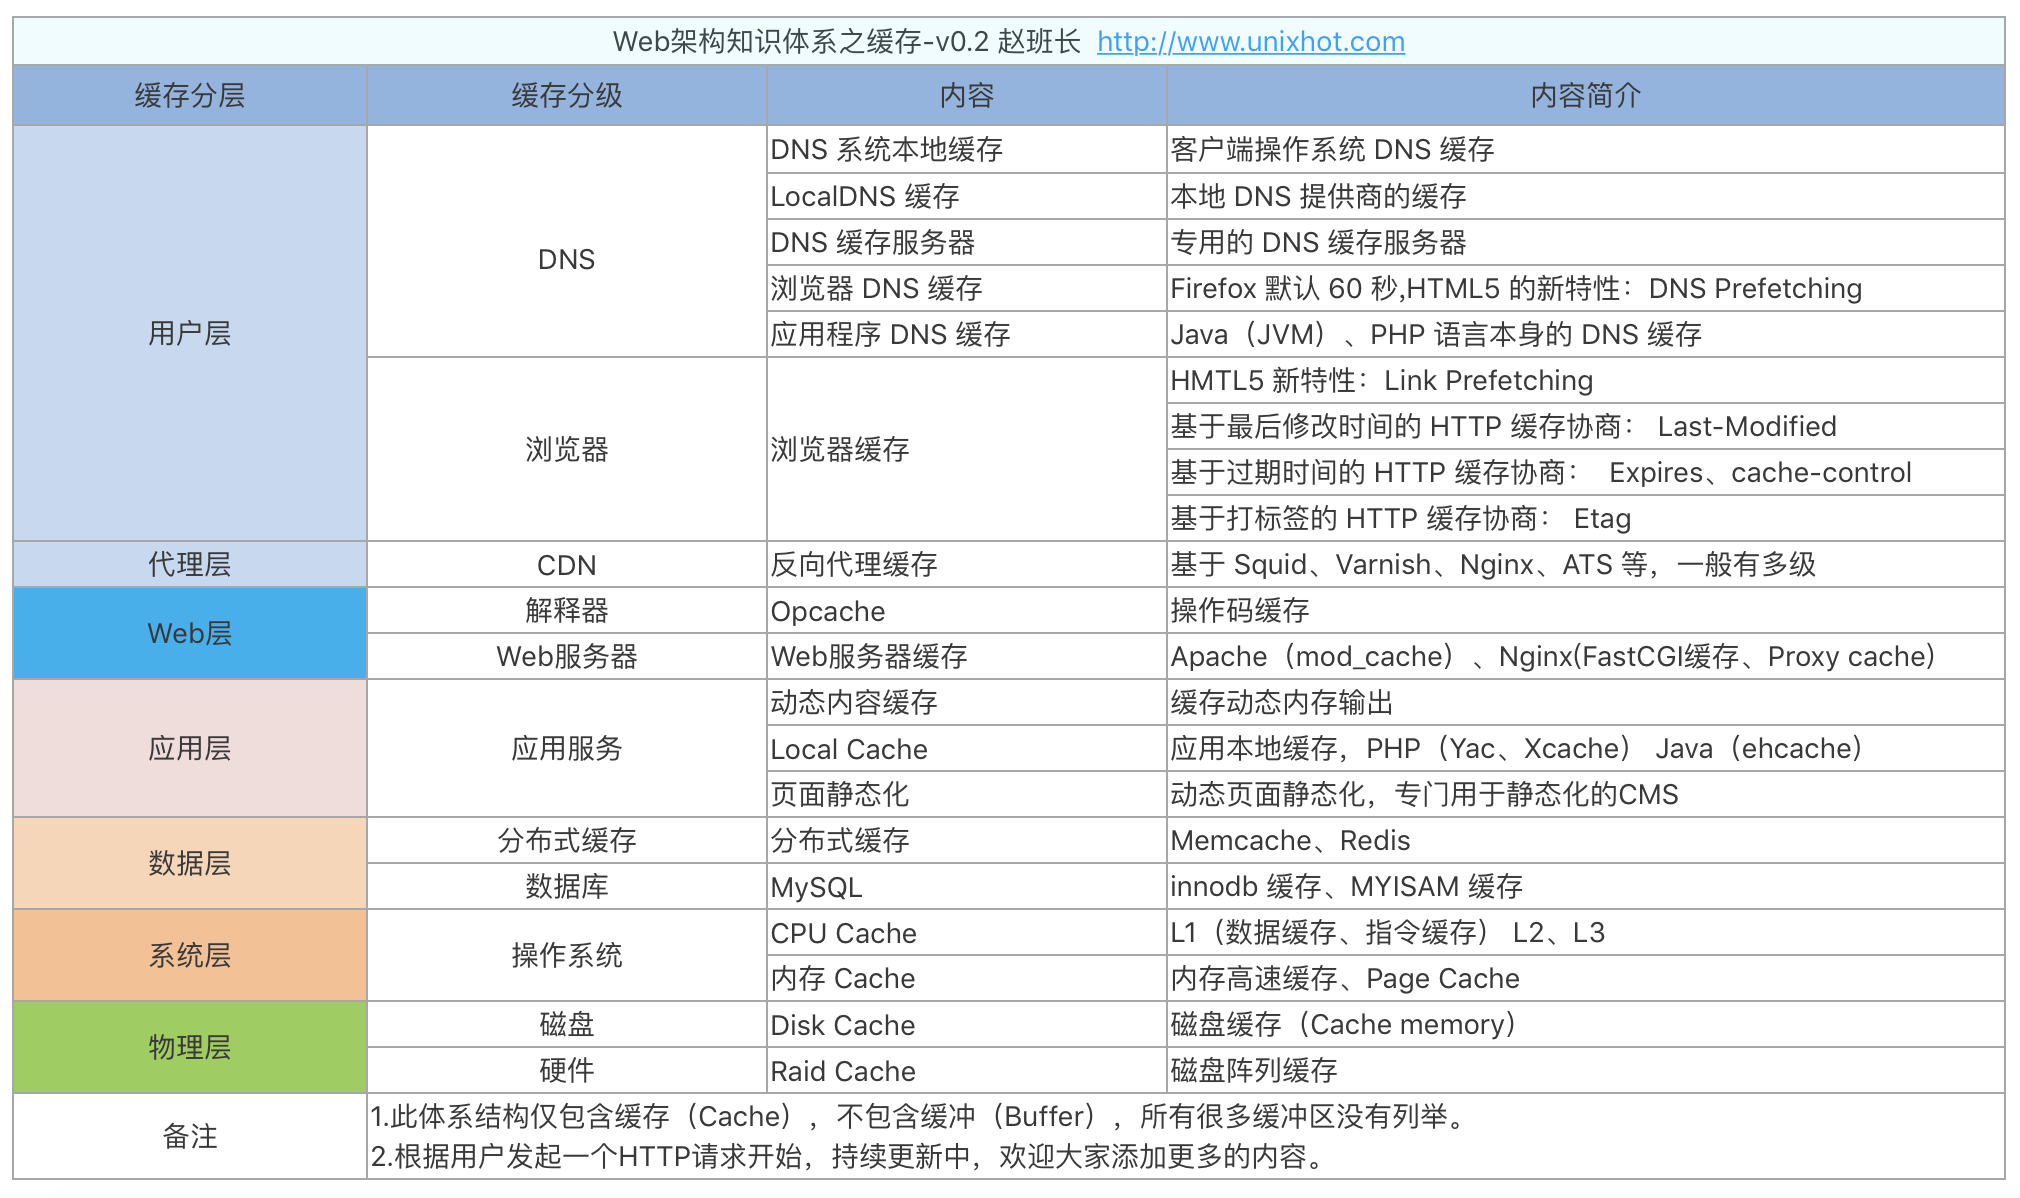 Web架构知识体系之缓存-v0.2 赵班长 http://www.unixhot.com
缓存分层 缓存分级 内容 内容简介
用户层 DNS DNS 系统本地缓存 客户端操作系统 DNS 缓存
LocalDNS 缓存 本地 DNS 提供商的缓存
DNS 缓存服务器 专用的 DNS 缓存服务器
浏览器 DNS 缓存 Firefox 默认 60 秒,HTML5 的新特性：DNS Prefetching
应用程序 DNS 缓存 Java（JVM）、PHP 语言本身的 DNS 缓存
浏览器 浏览器缓存 HMTL5 新特性：Link Prefetching
基于最后修改时间的 HTTP 缓存协商： Last-Modified
基于过期时间的 HTTP 缓存协商： Expires、cache-control
基于打标签的 HTTP 缓存协商： Etag
代理层 CDN 反向代理缓存 基于 Squid、Varnish、Nginx、ATS 等，一般有多级
Web层 解释器 Opcache 操作码缓存
Web服务器 Web服务器缓存 Apache（mod_cache）、Nginx(FastCGI缓存、Proxy cache)
应用层 应用服务 动态内容缓存 缓存动态内存输出
Local Cache 应用本地缓存，PHP（Yac、Xcache） Java（ehcache）
页面静态化 动态页面静态化，专门用于静态化的CMS
数据层 分布式缓存 分布式缓存 Memcache、Redis
数据库 MySQL innodb 缓存、MYISAM 缓存
系统层 操作系统 CPU Cache L1（数据缓存、指令缓存） L2、L3
内存 Cache 内存高速缓存、Page Cache
物理层 磁盘 Disk Cache 磁盘缓存（Cache memory）
硬件 Raid Cache 磁盘阵列缓存
备注 1.此体系结构仅包含缓存（Cache），不包含缓冲（Buffer），所有很多缓冲区没有列举。
2.根据用户发起一个HTTP请求开始，持续更新中，欢迎大家添加更多的内容。